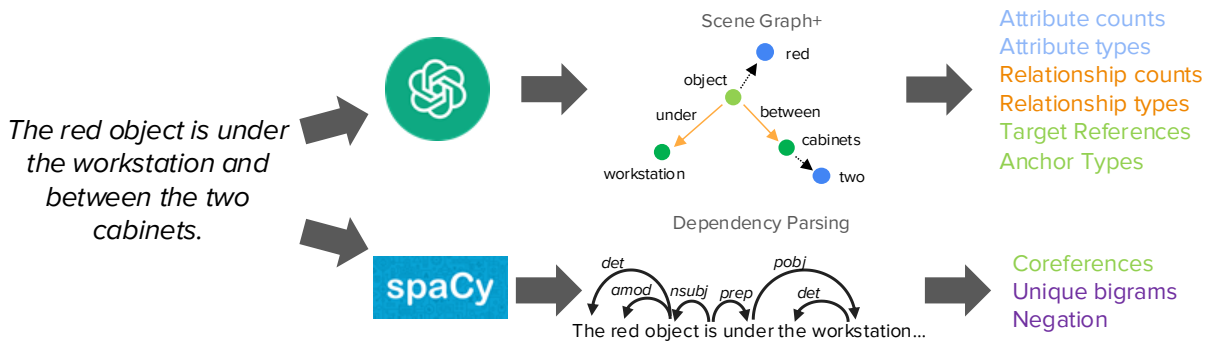 The red object is under
the workstation and
between the two
cabinets.
Scene Graph+
red
object
under
between
cabinets
workstation
two
Attribute counts
Attribute types
Relationship counts
Relationship types
Target References
Anchor Types
spaCy
Dependency Parsing
det
pobj
amod
nsubj
prep
det
The red object is under the workstation...
Coreferences
Unique bigrams
Negation